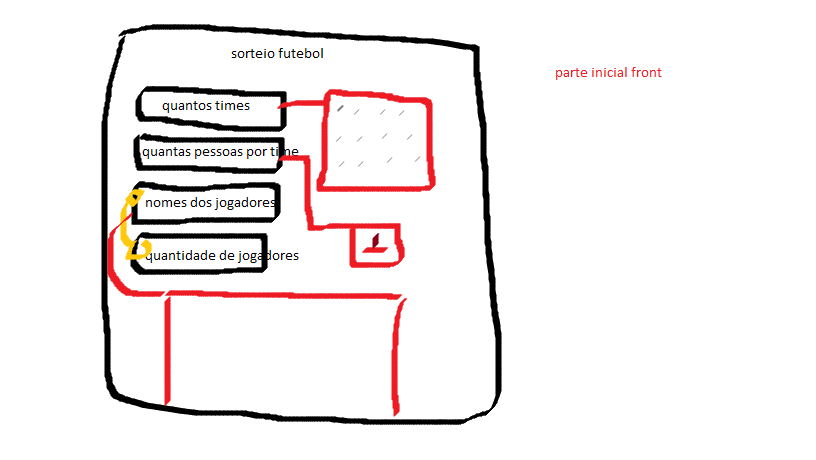 sorteio futebol
parte inicial front
quantos times
quantas pessoas por time
nomes dos jogadores
quantidade de jogadores